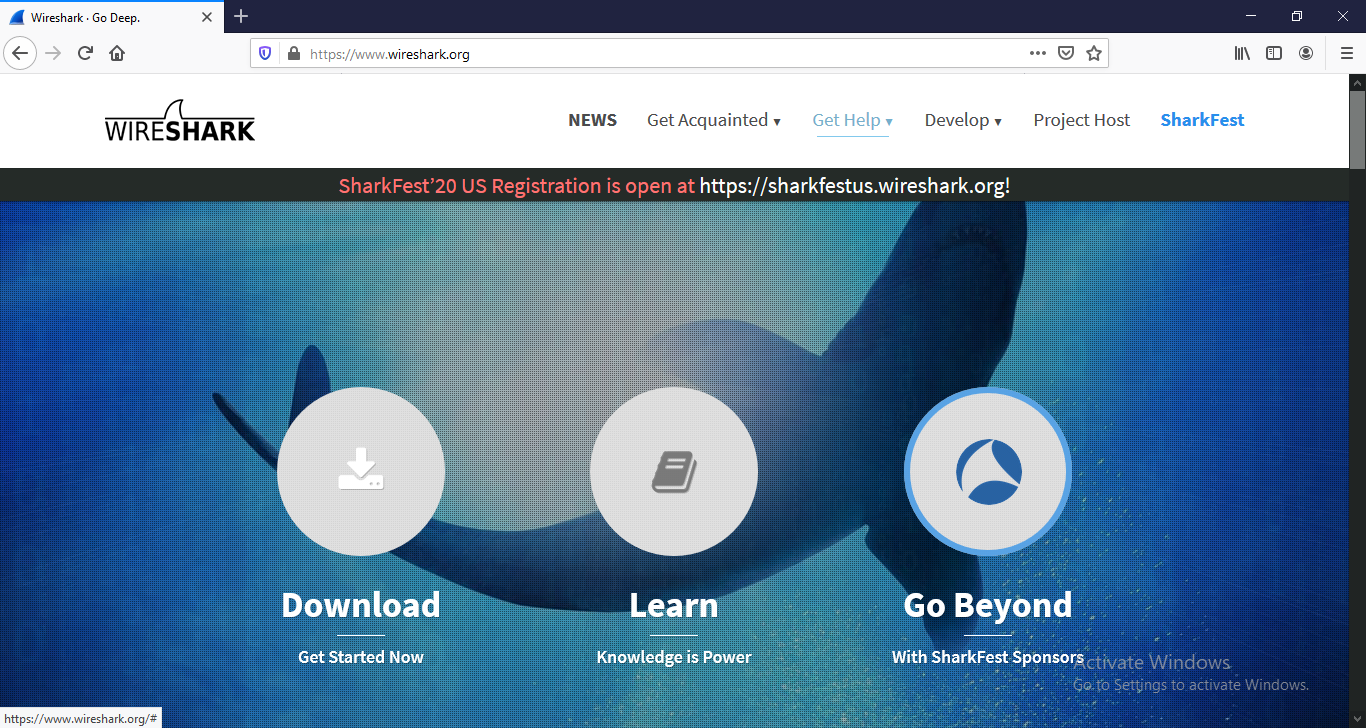 Wireshark · Go Deep.
https://www.wireshark.org
WIRESHARK
NEWS Get Acquainted ▾ Get Help ▾ Develop ▾ Project Host SharkFest
SharkFest’20 US Registration is open at https://sharkfestus.wireshark.org!
Download Learn Go Beyond
Get Started Now Knowledge is Power With SharkFest Sponsors
Activate Windows
Go to Settings to activate Windows.
https://www.wireshark.org/#